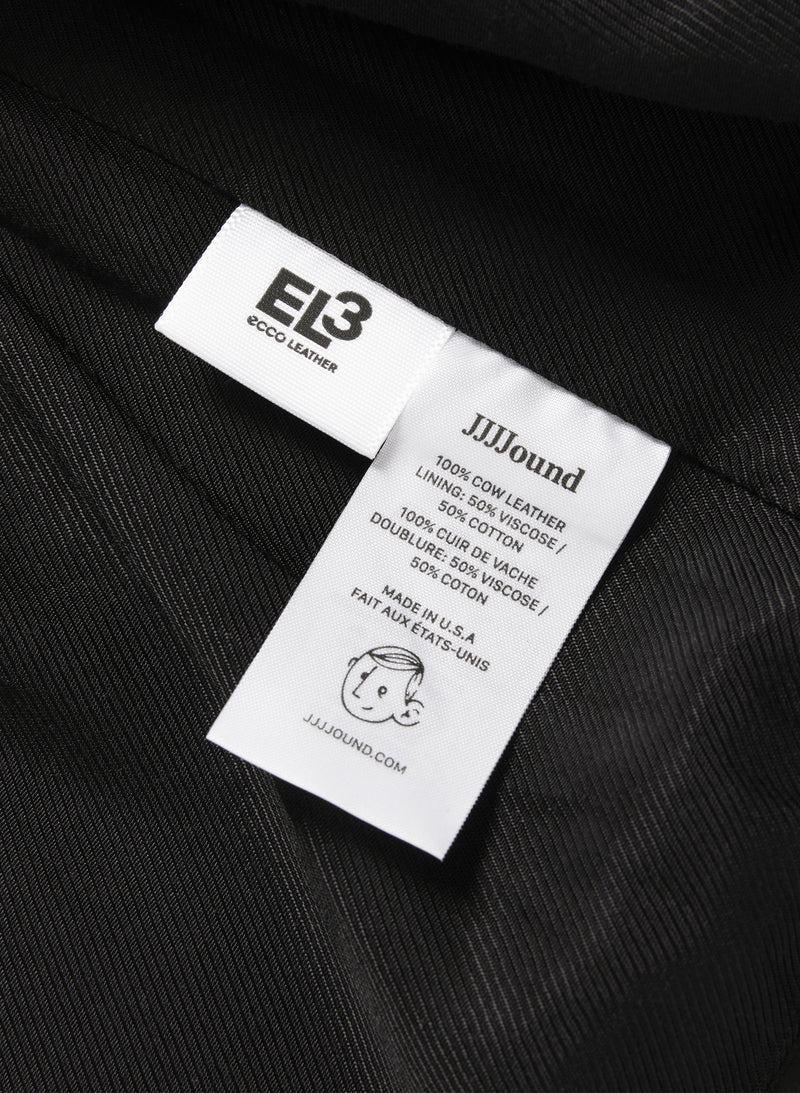 EL3
ecco LEATHER
JJJJound
100% COW LEATHER
LINING: 50% VISCOSE /
50% COTTON
100% CUIR DE VACHE
DOUBLURE: 50% VISCOSE /
50% COTON
MADE IN U.S.A
FAIT AUX ÉTATS-UNIS
JJJJOUND.COM